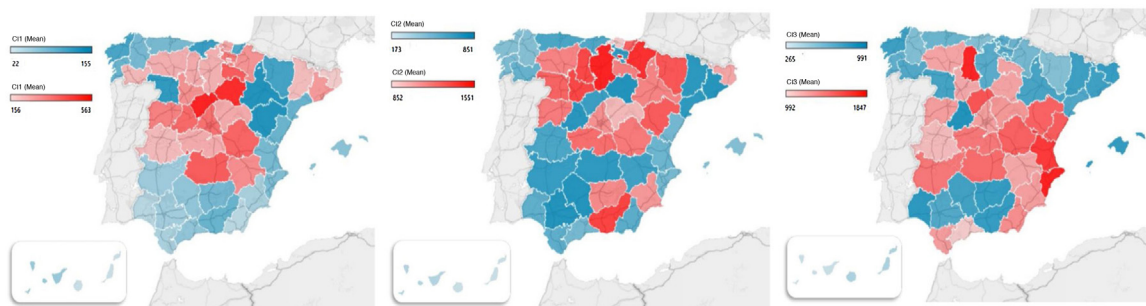 CI1 (Mean)
22 155
CI1 (Mean)
156 563
CI2 (Mean)
173 851
CI2 (Mean)
852 1551
CI3 (Mean)
265 991
CI3 (Mean)
992 1847